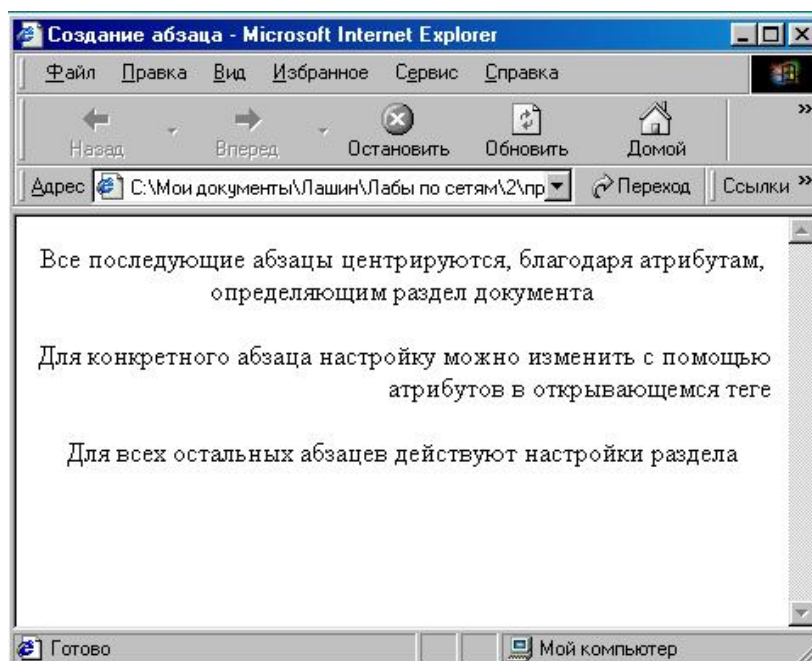 Создание абзаца - Microsoft Internet Explorer
Файл Правка Вид Избранное Сервис Справка
Назад Вперед Остановить Обновить Домой »
Адрес C:\Мои документы\Лашин\Лабы по сетям\2\пр Переход Ссылки »
Все последующие абзацы центрируются, благодаря атрибутам,
определяющим раздел документа
Для конкретного абзаца настройку можно изменить с помощью
атрибутов в открывающемся теге
Для всех остальных абзацев действуют настройки раздела
Готово Мой компьютер